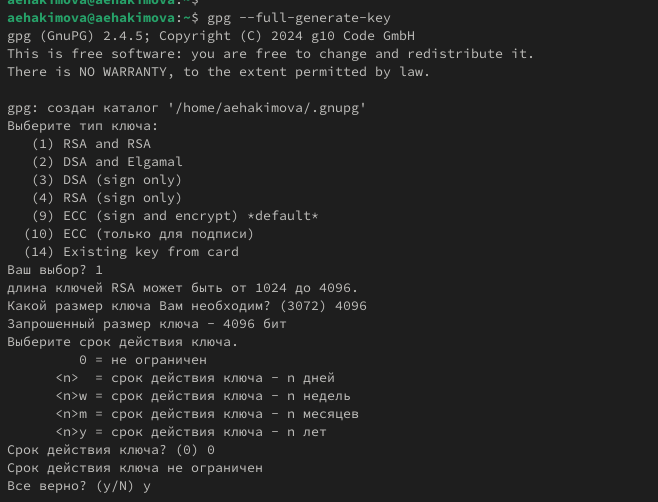 aehakimova@aehakimova:~$
aehakimova@aehakimova:~$ gpg --full-generate-key
gpg (GnuPG) 2.4.5; Copyright (C) 2024 g10 Code GmbH
This is free software: you are free to change and redistribute it.
There is NO WARRANTY, to the extent permitted by law.

gpg: создан каталог '/home/aehakimova/.gnupg'
Выберите тип ключа:
   (1) RSA and RSA
   (2) DSA and Elgamal
   (3) DSA (sign only)
   (4) RSA (sign only)
   (9) ECC (sign and encrypt) *default*
  (10) ECC (только для подписи)
  (14) Existing key from card
Ваш выбор? 1
длина ключей RSA может быть от 1024 до 4096.
Какой размер ключа Вам необходим? (3072) 4096
Запрошенный размер ключа - 4096 бит
Выберите срок действия ключа.
         0 = не ограничен
      <n>  = срок действия ключа - n дней
      <n>w = срок действия ключа - n недель
      <n>m = срок действия ключа - n месяцев
      <n>y = срок действия ключа - n лет
Срок действия ключа? (0) 0
Срок действия ключа не ограничен
Все верно? (y/N) y